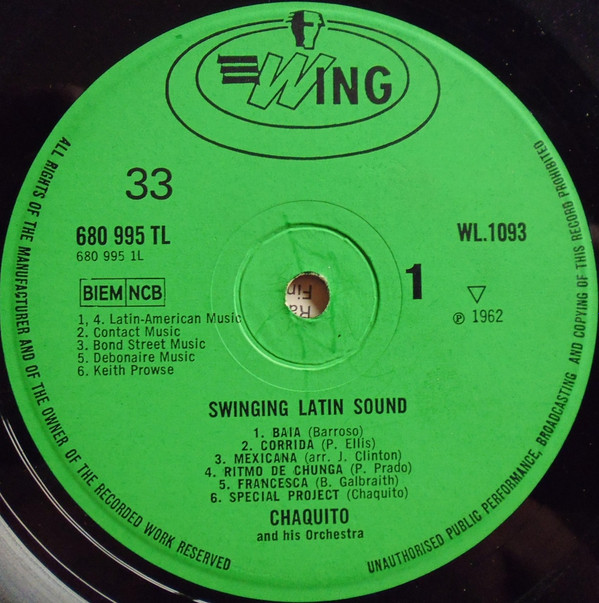 WING
33
680 995 TL
680 995 1L
WL.1093
BIEM NCB
1
℗ 1962
1, 4. Latin-American Music
2. Contact Music
3. Bond Street Music
5. Debonaire Music
6. Keith Prowse
SWINGING LATIN SOUND
1. BAIA (Barroso)
2. CORRIDA (P. Ellis)
3. MEXICANA (arr. J. Clinton)
4. RITMO DE CHUNGA (P. Prado)
5. FRANCESCA (B. Galbraith)
6. SPECIAL PROJECT (Chaquito)
CHAQUITO
and his Orchestra
ALL RIGHTS OF THE MANUFACTURER AND OF THE OWNER OF THE RECORDED WORK RESERVED
UNAUTHORISED PUBLIC PERFORMANCE, BROADCASTING AND COPYING OF THIS RECORD PROHIBITED